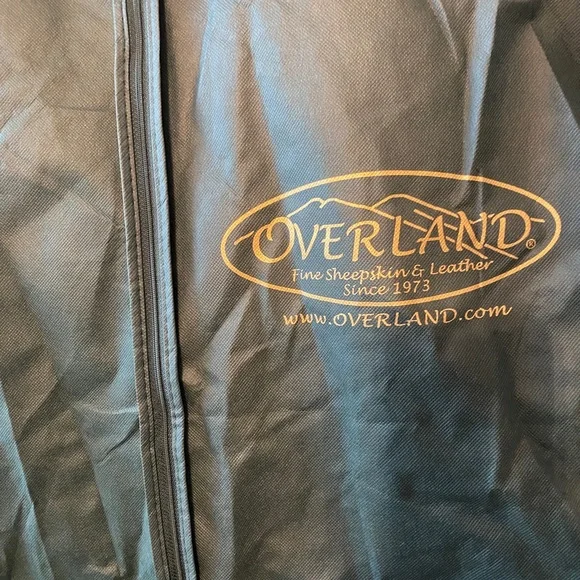 OVERLAND®
Fine Sheepskin & Leather
Since 1973
www.OVERLAND.com